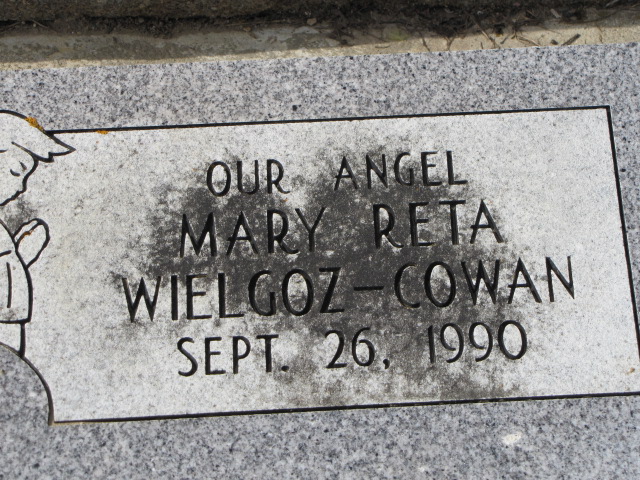 OUR ANGEL
MARY RETA
WIELGOZ-COWAN
SEPT. 26, 1990